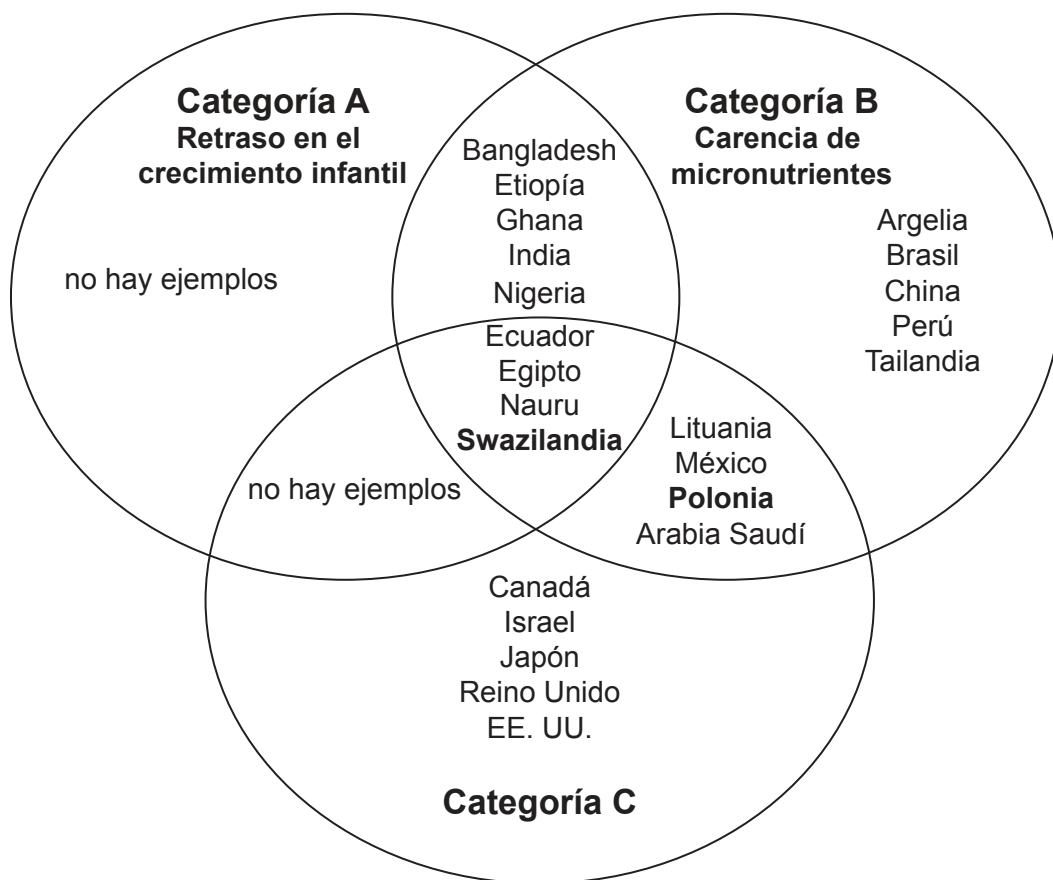 Categoría A
Retraso en el
crecimiento infantil
no hay ejemplos
Bangladesh
Etiopía
Ghana
India
Nigeria
Categoría B
Carencia de
micronutrientes
Argelia
Brasil
China
Perú
Tailandia
Ecuador
Egipto
Nauru
Swazilandia
no hay ejemplos
Lituania
México
Polonia
Arabia Saudí
Canadá
Israel
Japón
Reino Unido
EE. UU.
Categoría C